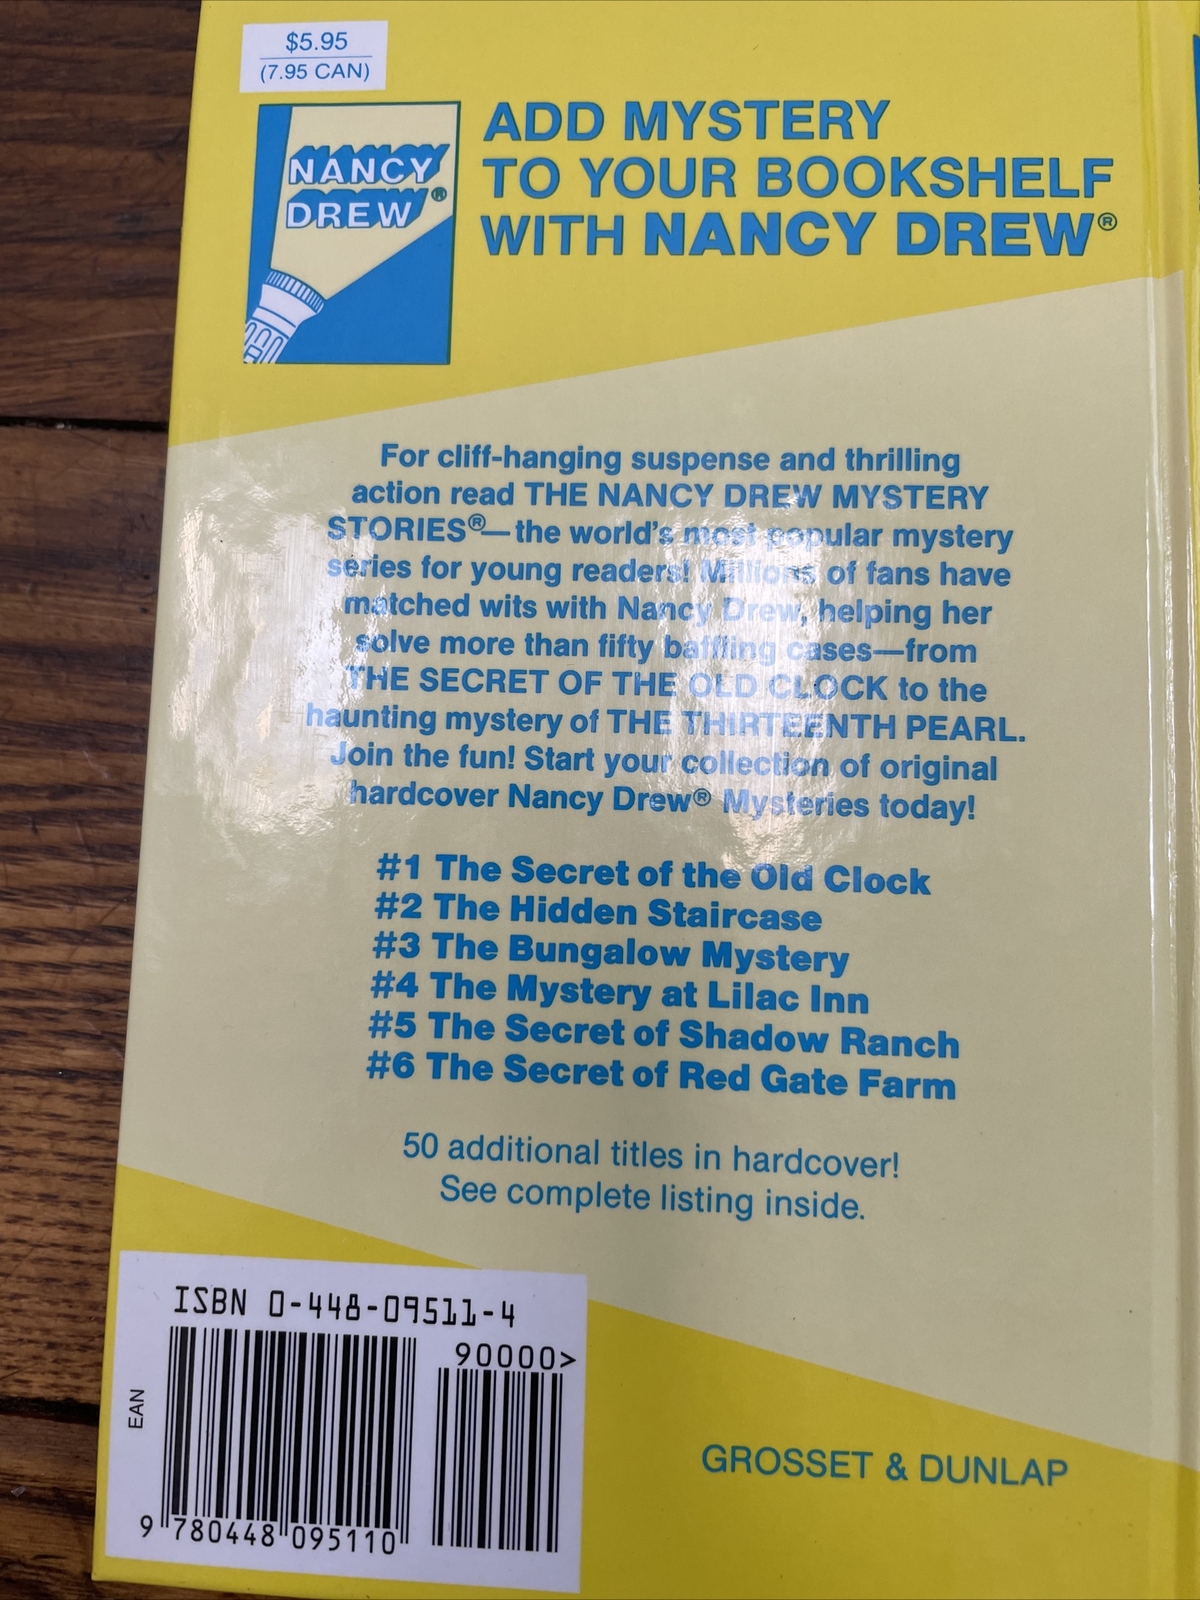 $5.95
(7.95 CAN)
NANCY
DREW®
ADD MYSTERY
TO YOUR BOOKSHELF
WITH NANCY DREW®
For cliff-hanging suspense and thrilling
action read THE NANCY DREW MYSTERY
STORIES®—the world's most popular mystery
series for young readers! Millions of fans have
matched wits with Nancy Drew, helping her
solve more than fifty baffling cases—from
THE SECRET OF THE OLD CLOCK to the
haunting mystery of THE THIRTEENTH PEARL.
Join the fun! Start your collection of original
hardcover Nancy Drew® Mysteries today!
#1 The Secret of the Old Clock
#2 The Hidden Staircase
#3 The Bungalow Mystery
#4 The Mystery at Lilac Inn
#5 The Secret of Shadow Ranch
#6 The Secret of Red Gate Farm
50 additional titles in hardcover!
See complete listing inside.
ISBN 0-448-09511-4
90000>
EAN
9 780448 095110
GROSSET & DUNLAP